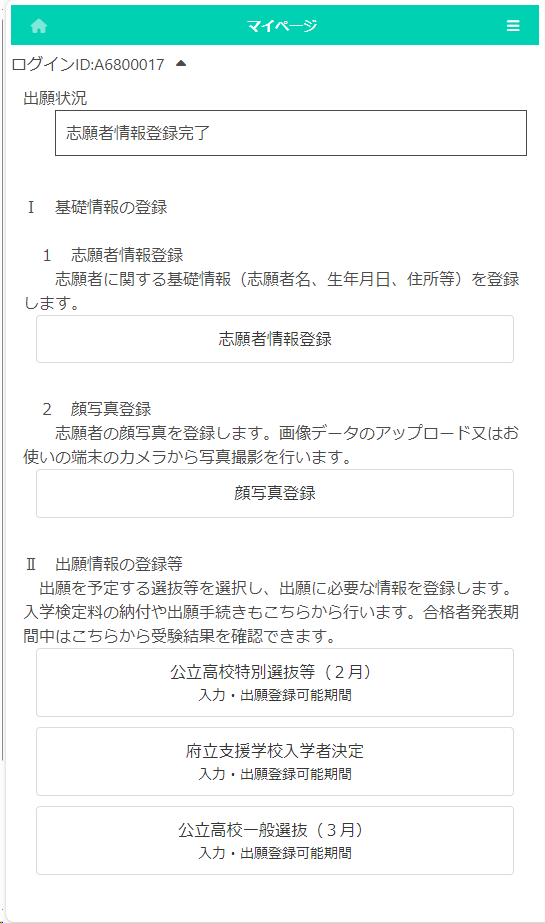 マイページ
ログインID:A6800017
出願状況
志願者情報登録完了
Ⅰ　基礎情報の登録
１　志願者情報登録
志願者に関する基礎情報（志願者名、生年月日、住所等）を登録
します。
志願者情報登録
２　顔写真登録
志願者の顔写真を登録します。画像データのアップロード又はお
使いの端末のカメラから写真撮影を行います。
顔写真登録
Ⅱ　出願情報の登録等
出願を予定する選抜等を選択し、出願に必要な情報を登録します。
入学検定料の納付や出願手続きもこちらから行います。合格者発表期
間中はこちらから受験結果を確認できます。
公立高校特別選抜等（２月）
入力・出願登録可能期間
府立支援学校入学者決定
入力・出願登録可能期間
公立高校一般選抜（３月）
入力・出願登録可能期間